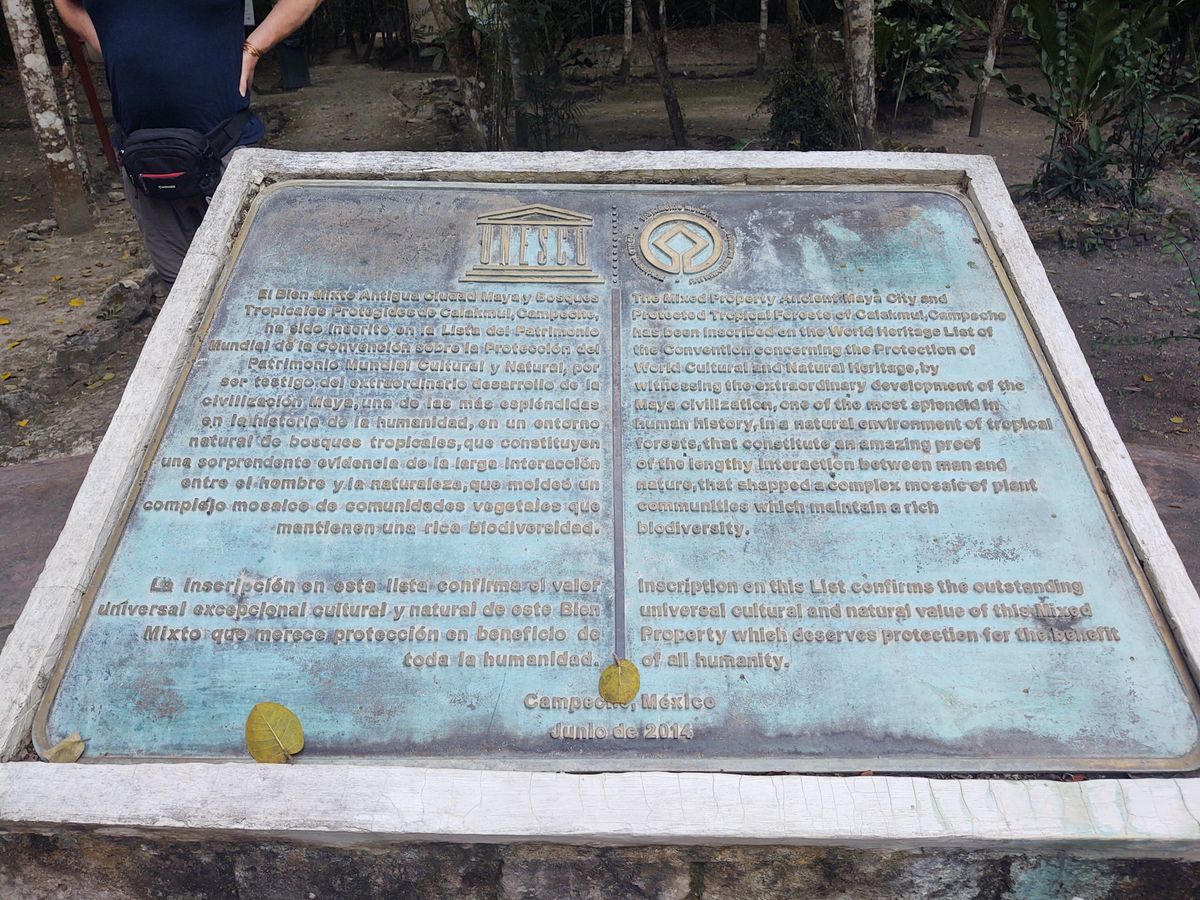 UNESCO
El Bien Mixto Antigua Ciudad Maya y Bosques
Tropicales Protegides de Calakmul, Campeche,
ha sido inscrito en la Lista del Patrimonio
Mundial de la Convención sobre la Protección del
Patrimonio Mundial Cultural y Natural, por
ser testigo del extraordinario desarrollo de la
civilización Maya, una de las más espléndidas
en la historia de la humanidad, en un entorno
natural de bosques tropicales, que constituyen
una sorprendente evidencia de la larga interacción
entre el hombre y la naturaleza, que moldeó un
complejo mosaico de comunidades vegetales que
mantienen una rica biodiversidad.
La inscripción en esta lista confirma el valor
universal excepcional cultural y natural de este Bien
Mixto que merece protección en beneficio de
toda la humanidad.
The Mixed Property Ancient Maya City and
Protected Tropical Forests of Calakmul, Campeche
has been inscribed on the World Heritage List of
the Convention concerning the Protection of
World Cultural and Natural Heritage, by
witnessing the extraordinary development of the
Maya civilization, one of the most splendid in
human history, in a natural environment of tropical
forests, that constitute an amazing proof
of the lengthy interaction between man and
nature, that shapped a complex mosaic of plant
communities which maintain a rich
biodiversity.
Inscription on this List confirms the outstanding
universal cultural and natural value of this Mixed
Property which deserves protection for the benefit
of all humanity.
Campeche, México
Junio de 2014